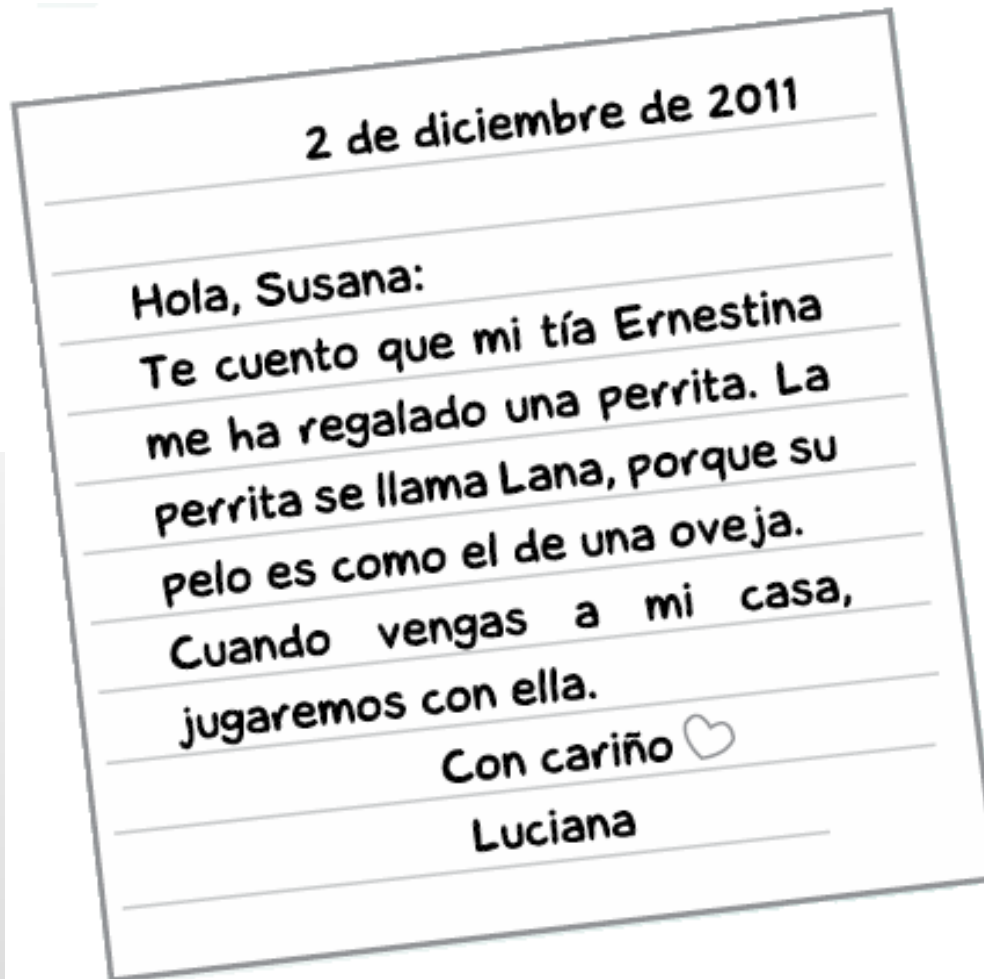 2 de diciembre de 2011
Hola, Susana:
Te cuento que mi tía Ernestina
me ha regalado una perrita. La
perrita se llama Lana, porque su
pelo es como el de una oveja.
Cuando vengas a mi casa,
jugaremos con ella.
Con cariño
Luciana